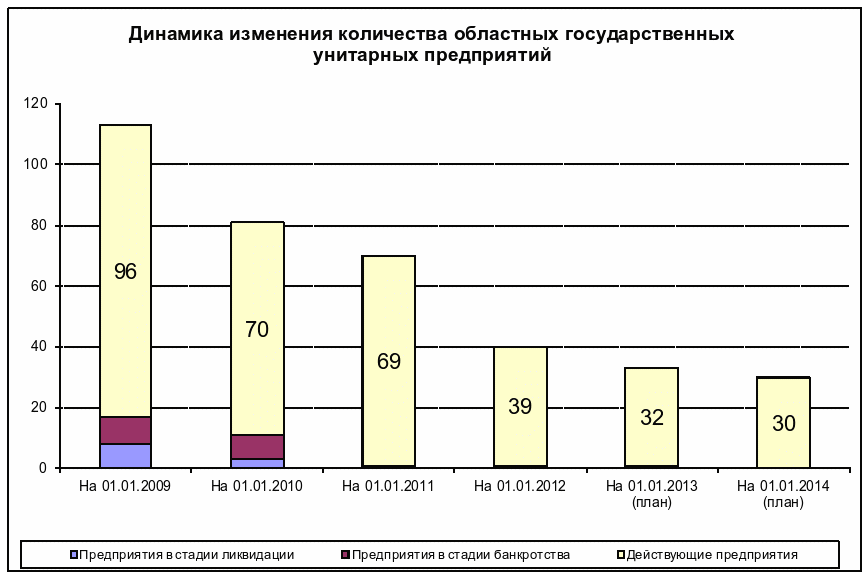 Динамика изменения количества областных государственных
унитарных предприятий
120
100
80
60
40
20
0
96
70
69
39
32
30
На 01.01.2009
На 01.01.2010
На 01.01.2011
На 01.01.2012
На 01.01.2013
(план)
На 01.01.2014
(план)
Предприятия в стадии ликвидации
Предприятия в стадии банкротства
Действующие предприятия